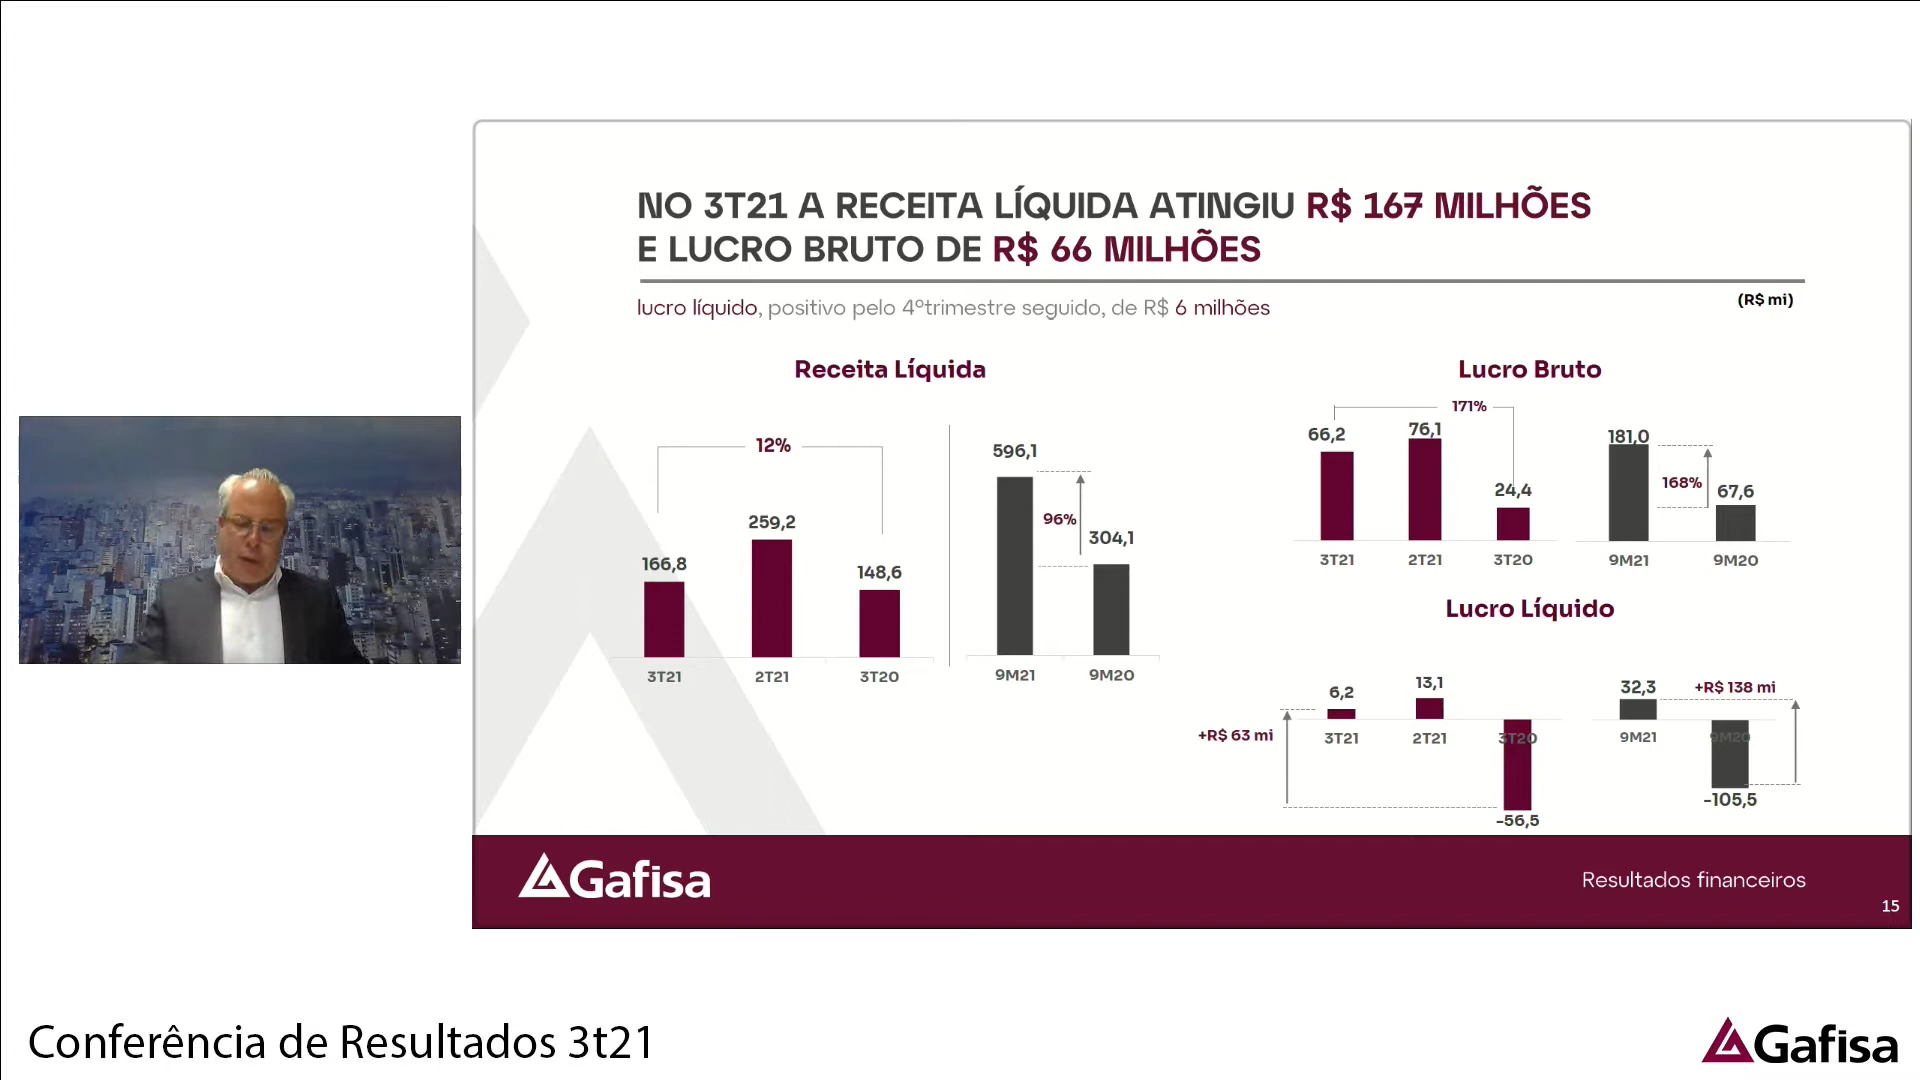 NO 3T21 A RECEITA LÍQUIDA ATINGIU R$ 167 MILHÕES
E LUCRO BRUTO DE R$ 66 MILHÕES
(R$ mi)
lucro líquido, positivo pelo 4ºtrimestre seguido, de R$ 6 milhões
Receita Líquida
12%
166,8
259,2
148,6
3T21
2T21
3T20
596,1
96%
304,1
9M21
9M20
Lucro Bruto
171%
66,2
76,1
24,4
3T21
2T21
3T20
181,0
168%
67,6
9M21
9M20
Lucro Líquido
6,2
13,1
+R$ 63 mi
3T21
2T21
3T20
-56,5
32,3
+R$ 138 mi
9M21
9M20
-105,5
Gafisa
Resultados financeiros
15
Conferência de Resultados 3t21
Gafisa